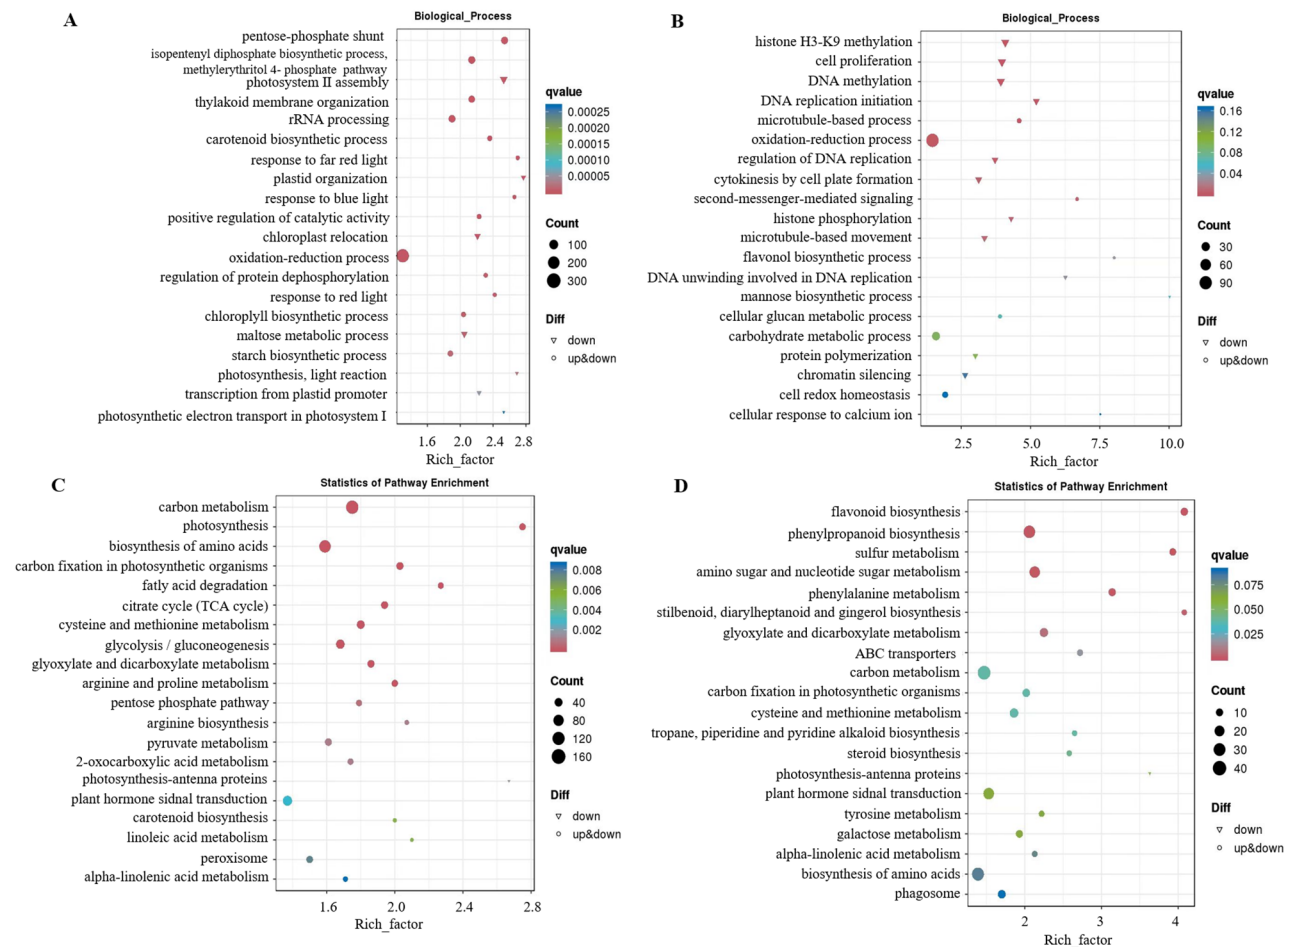 A
Biological_Process
pentose-phosphate shunt
isopentenyl diphosphate biosynthetic process,
methylerythritol 4- phosphate pathway
photosystem II assembly
thylakoid membrane organization
rRNA processing
carotenoid biosynthetic process
response to far red light
plastid organization
response to blue light
positive regulation of catalytic activity
chloroplast relocation
oxidation-reduction process
regulation of protein dephosphorylation
response to red light
chloroplyll biosynthetic process
maltose metabolic process
starch biosynthetic process
photosynthesis, light reaction
transcription from plastid promoter
photosynthetic electron transport in photosystem I
1.6 2.0 2.4 2.8
Rich_factor
qvalue
0.00025
0.00020
0.00015
0.00010
0.00005
Count
100
200
300
Diff
down
up&down
B
Biological_Process
histone H3-K9 methylation
cell proliferation
DNA methylation
DNA replication initiation
microtubule-based process
oxidation-reduction process
regulation of DNA replication
cytokinesis by cell plate formation
second-messenger-mediated signaling
histone phosphorylation
microtubule-based movement
flavonol biosynthetic process
DNA unwinding involved in DNA replication
mannose biosynthetic process
cellular glucan metabolic process
carbohydrate metabolic process
protein polymerization
chromatin silencing
cell redox homeostasis
cellular response to calcium ion
2.5 5.0 7.5 10.0
Rich_factor
qvalue
0.16
0.12
0.08
0.04
Count
30
60
90
Diff
down
up&down
C
Statistics of Pathway Enrichment
carbon metabolism
photosynthesis
biosynthesis of amino acids
carbon fixation in photosynthetic organisms
fatly acid degradation
citrate cycle (TCA cycle)
cysteine and methionine metabolism
glycolysis / gluconeogenesis
glyoxylate and dicarboxylate metabolism
arginine and proline metabolism
pentose phosphate pathway
arginine biosynthesis
pyruvate metabolism
2-oxocarboxylic acid metabolism
photosynthesis-antenna proteins
plant hormone sidnal transduction
carotenoid biosynthesis
linoleic acid metabolism
peroxisome
alpha-linolenic acid metabolism
1.6 2.0 2.4 2.8
Rich_factor
qvalue
0.008
0.006
0.004
0.002
Count
40
80
120
160
Diff
down
up&down
D
Statistics of Pathway Enrichment
flavonoid biosynthesis
phenylpropanoid biosynthesis
sulfur metabolism
amino sugar and nucleotide sugar metabolism
phenylalanine metabolism
stilbenoid, diarylheptanoid and gingerol biosynthesis
glyoxylate and dicarboxylate metabolism
ABC transporters
carbon metabolism
carbon fixation in photosynthetic organisms
cysteine and methionine metabolism
tropane, piperidine and pyridine alkaloid biosynthesis
steroid biosynthesis
photosynthesis-antenna proteins
plant hormone sidnal transduction
tyrosine metabolism
galactose metabolism
alpha-linolenic acid metabolism
biosynthesis of amino acids
phagosome
2 3 4
Rich_factor
qvalue
0.075
0.050
0.025
Count
10
20
30
40
Diff
down
up&down